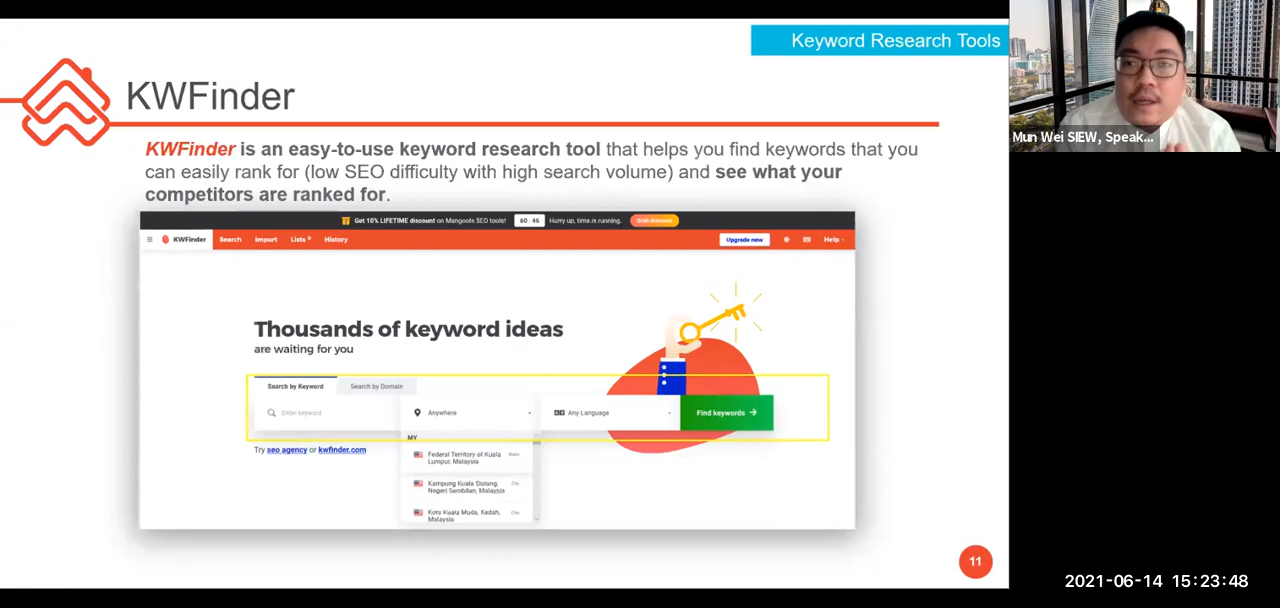 Keyword Research Tools
KWFinder
KWFinder is an easy-to-use keyword research tool that helps you find keywords that you
can easily rank for (low SEO difficulty with high search volume) and see what your
competitors are ranked for.
Get 10% LIFETIME discount on Mangools SEO tools! 60 : 46 Hurry up, time is running.
KWFinder Search Import Lists History Upgrade now Help
Thousands of keyword ideas
are waiting for you
Search by Keyword Search by Domain
Enter keyword Anywhere Any Language Find keywords
Try seo agency or kwfinder.com
MY
Federal Territory of Kuala
Lumpur, Malaysia
Negeri Sembilan, Malaysia
Kota Kuala Muda, Kedah,
Malaysia
11
Mun Wei SIEW, Speak...
2021-06-14 15:23:48